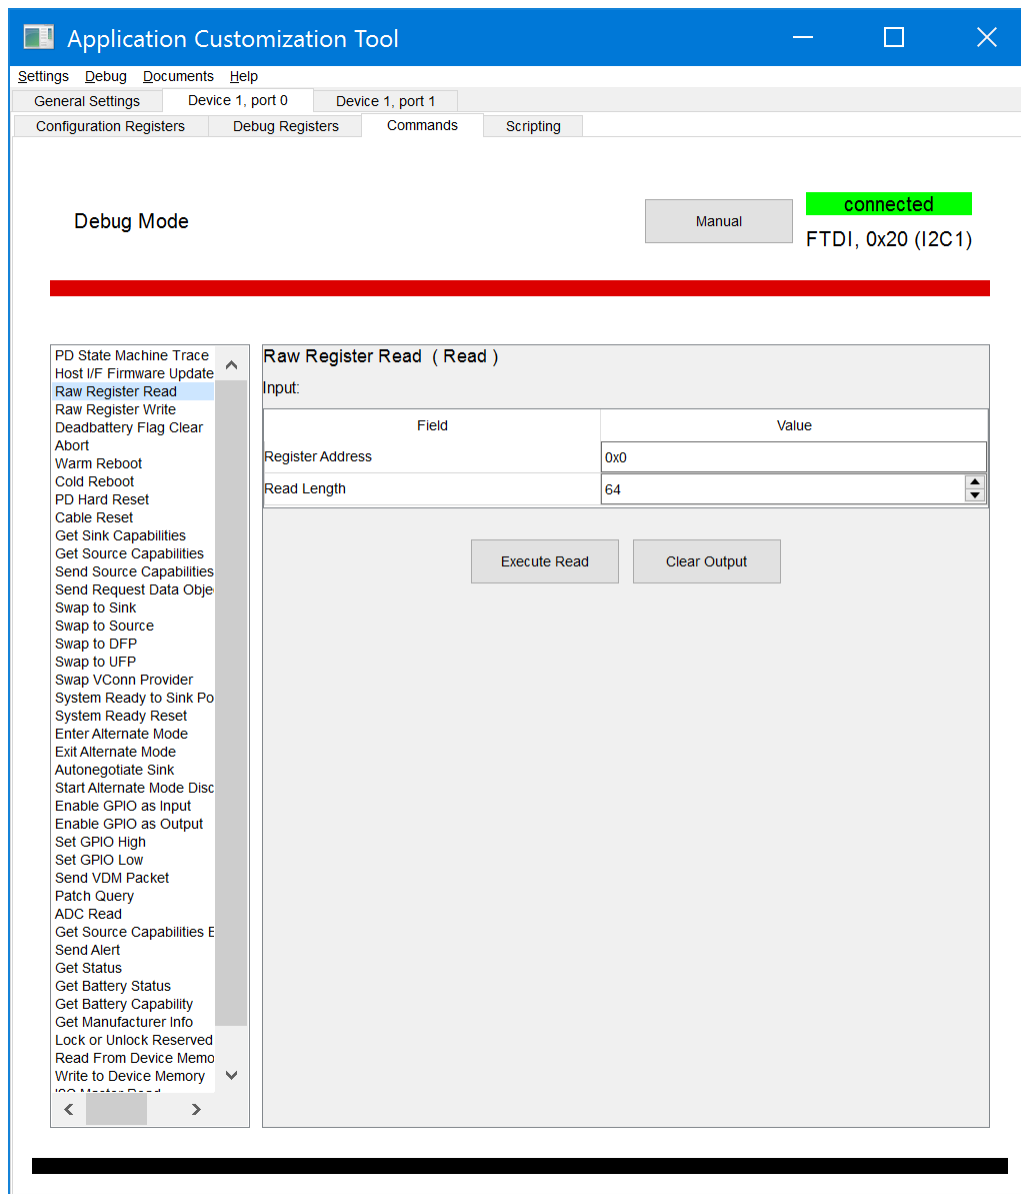 Application Customization Tool
Settings Debug Documents Help
General Settings Device 1, port 0 Device 1, port 1
Configuration Registers Debug Registers Commands Scripting
Debug Mode
Manual
connected
FTDI, 0x20 (I2C1)
PD State Machine Trace
Host I/F Firmware Update
Raw Register Read
Raw Register Write
Deadbattery Flag Clear
Abort
Warm Reboot
Cold Reboot
PD Hard Reset
Cable Reset
Get Sink Capabilities
Get Source Capabilities
Send Source Capabilities
Send Request Data Obje
Swap to Sink
Swap to Source
Swap to DFP
Swap to UFP
Swap VConn Provider
System Ready to Sink Po
System Ready Reset
Enter Alternate Mode
Exit Alternate Mode
Autonegotiate Sink
Start Alternate Mode Disc
Enable GPIO as Input
Enable GPIO as Output
Set GPIO High
Set GPIO Low
Send VDM Packet
Patch Query
ADC Read
Get Source Capabilities E
Send Alert
Get Status
Get Battery Status
Get Battery Capability
Get Manufacturer Info
Lock or Unlock Reserved
Read From Device Memo
Write to Device Memory
Raw Register Read ( Read )
Input:
Field Value
Register Address 0x0
Read Length 64
Execute Read Clear Output